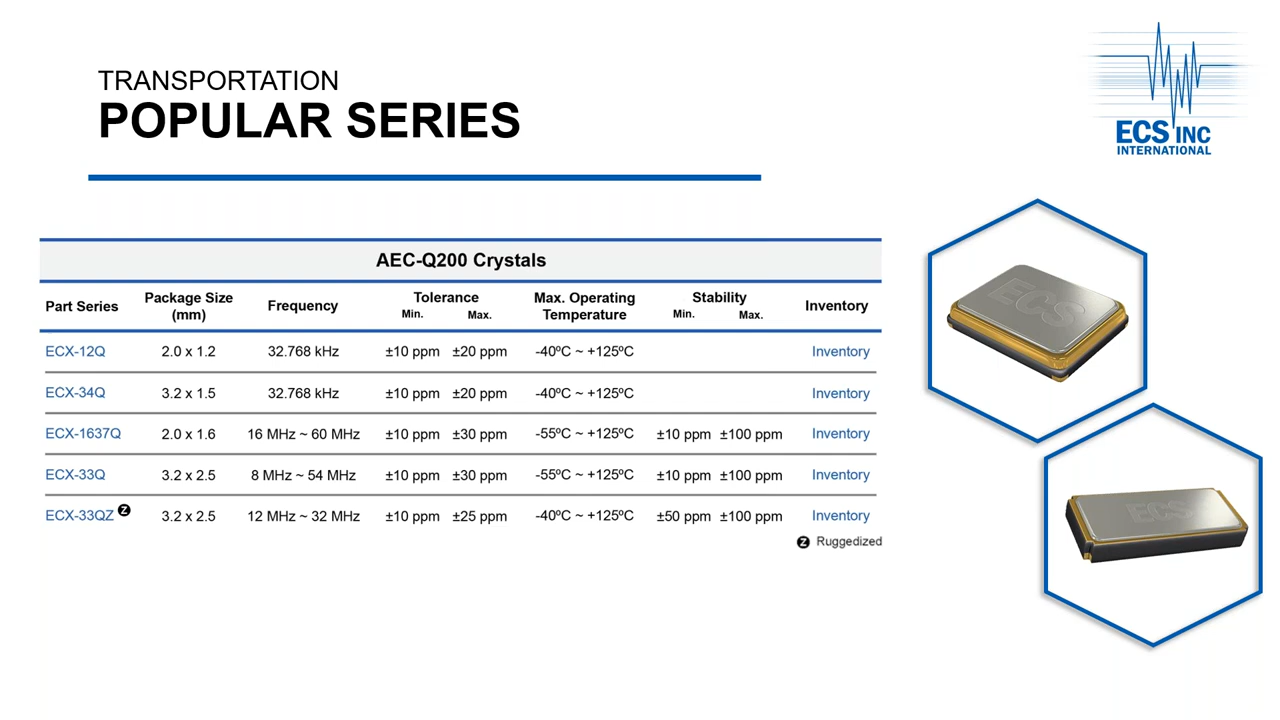 TRANSPORTATION
POPULAR SERIES
ECS INC
INTERNATIONAL
AEC-Q200 Crystals
Part Series Package Size (mm) Frequency Tolerance Min. Max. Max. Operating Temperature Stability Min. Max. Inventory
ECX-12Q 2.0 x 1.2 32.768 kHz ±10 ppm ±20 ppm -40ºC ~ +125ºC Inventory
ECX-34Q 3.2 x 1.5 32.768 kHz ±10 ppm ±20 ppm -40ºC ~ +125ºC Inventory
ECX-1637Q 2.0 x 1.6 16 MHz ~ 60 MHz ±10 ppm ±30 ppm -55ºC ~ +125ºC ±10 ppm ±100 ppm Inventory
ECX-33Q 3.2 x 2.5 8 MHz ~ 54 MHz ±10 ppm ±30 ppm -55ºC ~ +125ºC ±10 ppm ±100 ppm Inventory
ECX-33QZ Z 3.2 x 2.5 12 MHz ~ 32 MHz ±10 ppm ±25 ppm -40ºC ~ +125ºC ±50 ppm ±100 ppm Inventory
Z Ruggedized
ECS
ECS